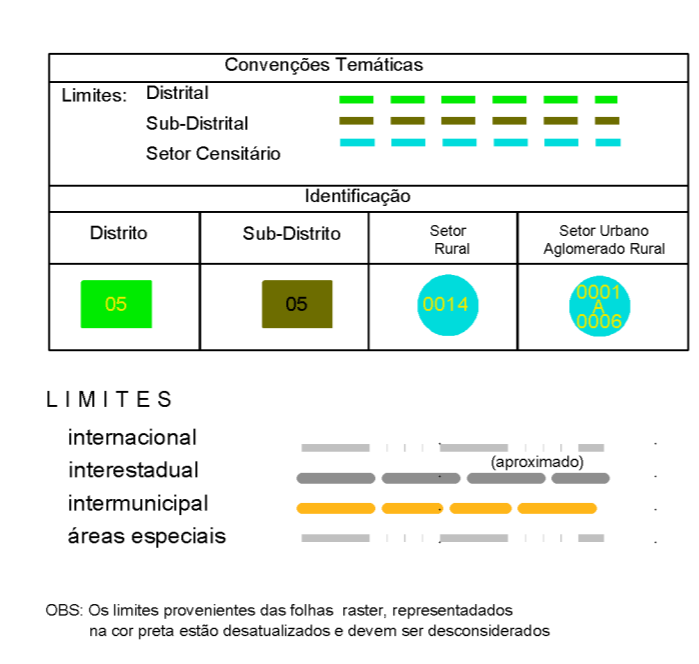 Convenções Temáticas
Limites: Distrital
Sub-Distrital
Setor Censitário
Identificação
Distrito
Sub-Distrito
Setor
Rural
Setor Urbano
Aglomerado Rural
05
05
0014
0001
A
0006
LIMITES
internacional
interestadual
(aproximado)
intermunicipal
áreas especiais
OBS: Os limites provenientes das folhas raster, representadados
na cor preta estão desatualizados e devem ser desconsiderados